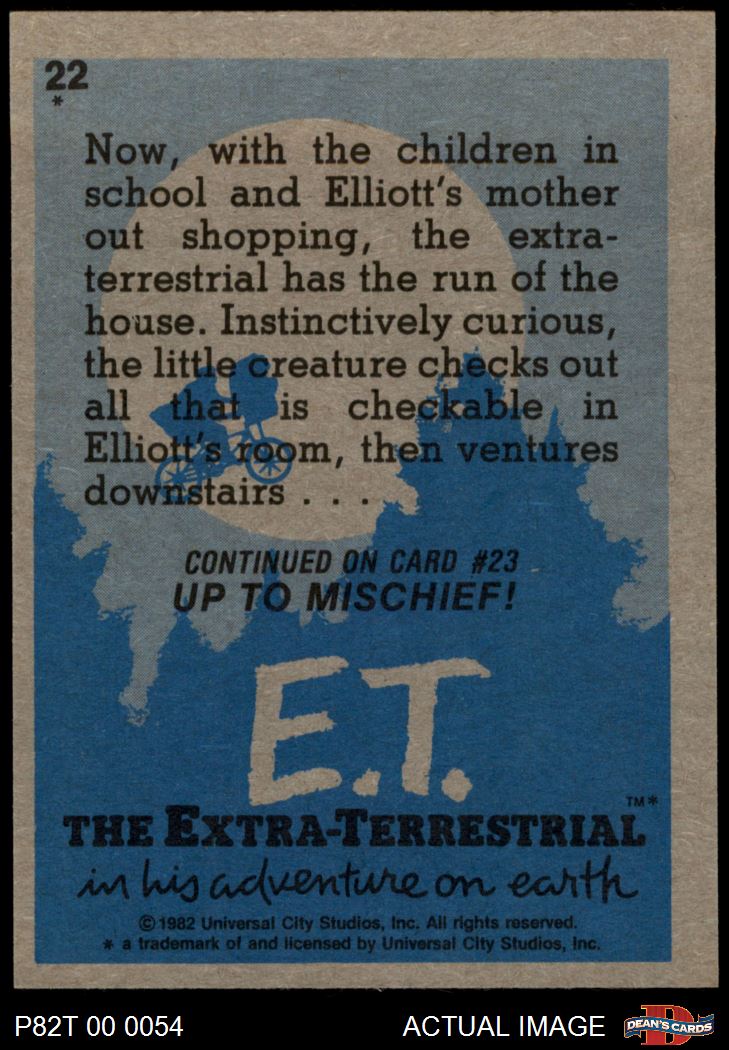 22
*
Now, with the children in
school and Elliott's mother
out shopping, the extra-
terrestrial has the run of the
house. Instinctively curious,
the little creature checks out
all that is checkable in
Elliott's room, then ventures
downstairs . . .
CONTINUED ON CARD #23
UP TO MISCHIEF!
E.T.
TM*
THE EXTRA-TERRESTRIAL
in his adventure on earth
©1982 Universal City Studios, Inc. All rights reserved.
* a trademark of and licensed by Universal City Studios, Inc.
P82T 00 0054 ACTUAL IMAGE D DEAN'S CARDS